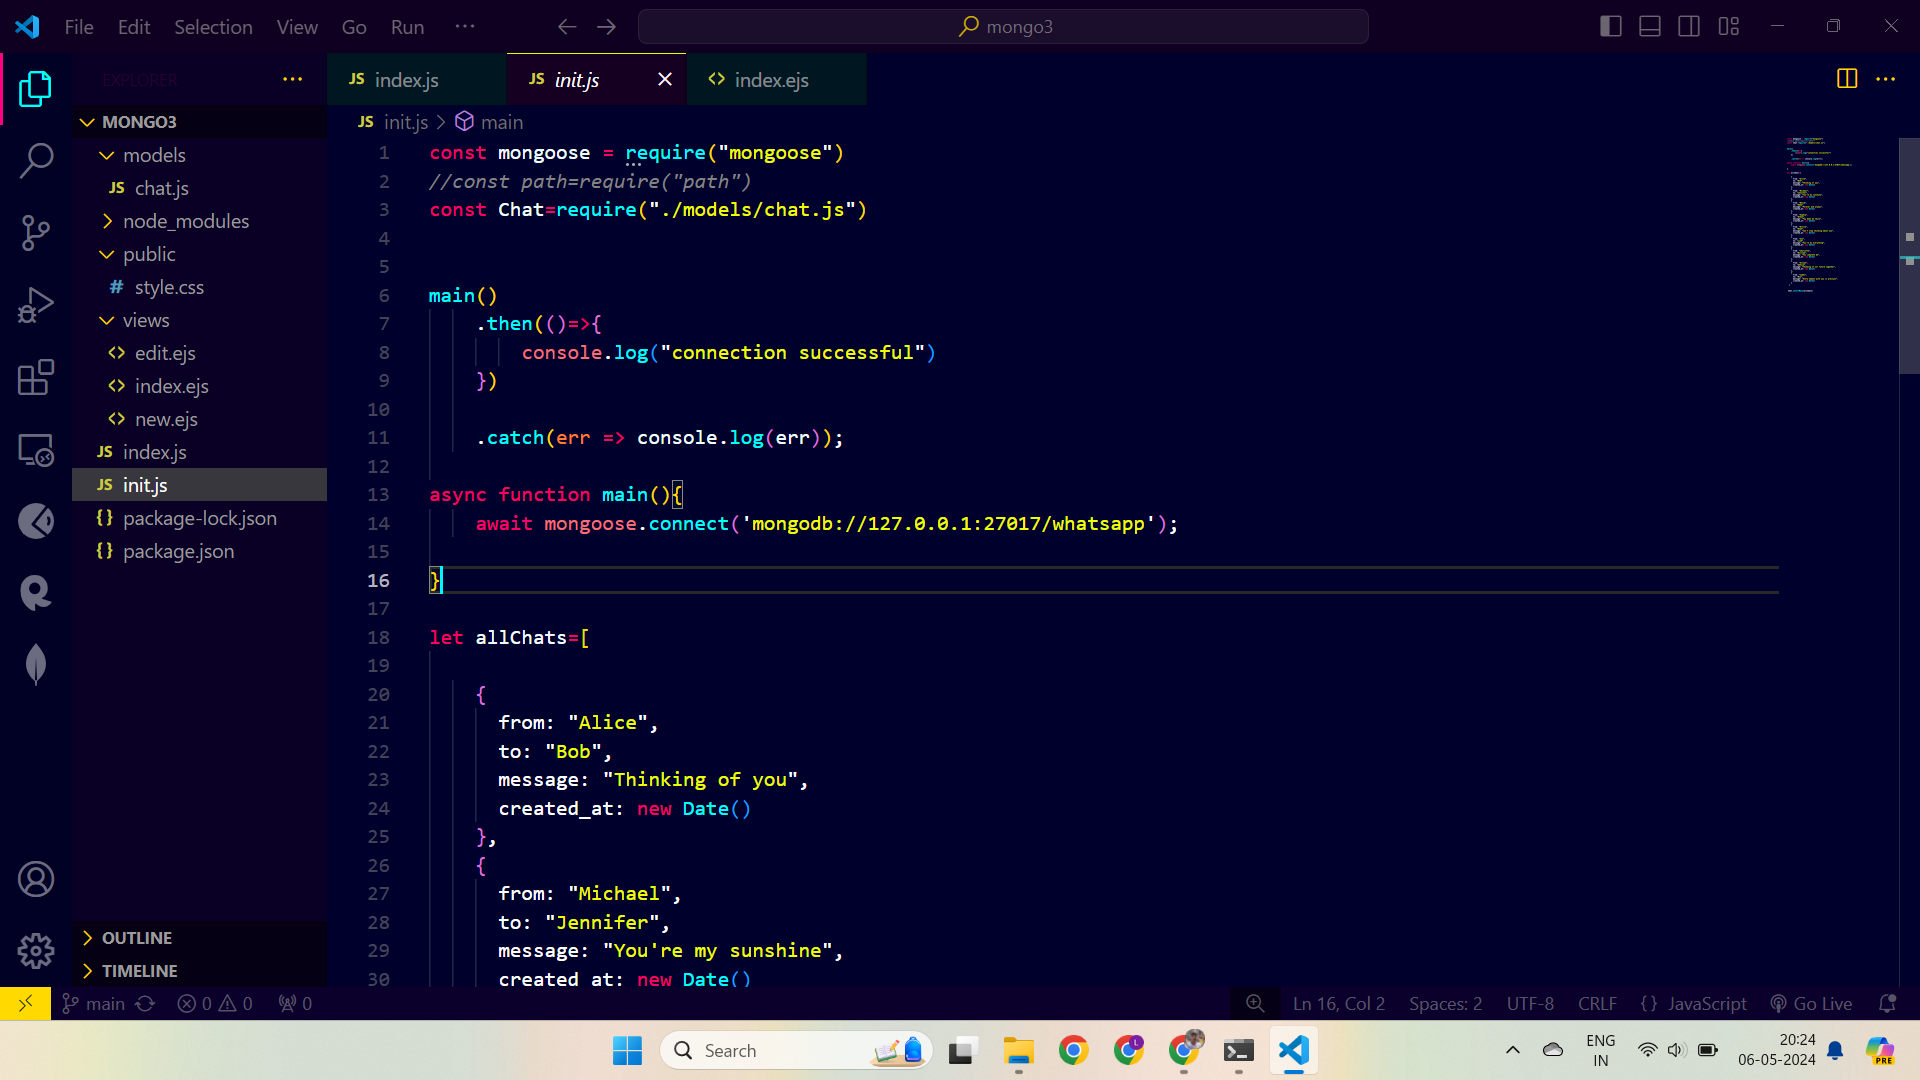 File Edit Selection View Go Run ···
mongo3
EXPLORER ···
JS index.js
JS init.js
<> index.ejs
MONGO3
models
JS chat.js
node_modules
public
# style.css
views
<> edit.ejs
<> index.ejs
<> new.ejs
JS index.js
JS init.js
{} package-lock.json
{} package.json
OUTLINE
TIMELINE
JS init.js > main
1 const mongoose = require("mongoose")
2 //const path=require("path")
3 const Chat=require("./models/chat.js")
4
5
6 main()
7 .then(()=>{
8 console.log("connection successful")
9 })
10
11 .catch(err => console.log(err));
12
13 async function main(){
14 await mongoose.connect('mongodb://127.0.0.1:27017/whatsapp');
15
16 }
17
18 let allChats=[
19
20 {
21 from: "Alice",
22 to: "Bob",
23 message: "Thinking of you",
24 created_at: new Date()
25 },
26 {
27 from: "Michael",
28 to: "Jennifer",
29 message: "You're my sunshine",
30 created_at: new Date()
main 0 0 0 Ln 16, Col 2 Spaces: 2 UTF-8 CRLF {} JavaScript Go Live
Search
ENG
IN
20:24
06-05-2024
PRE